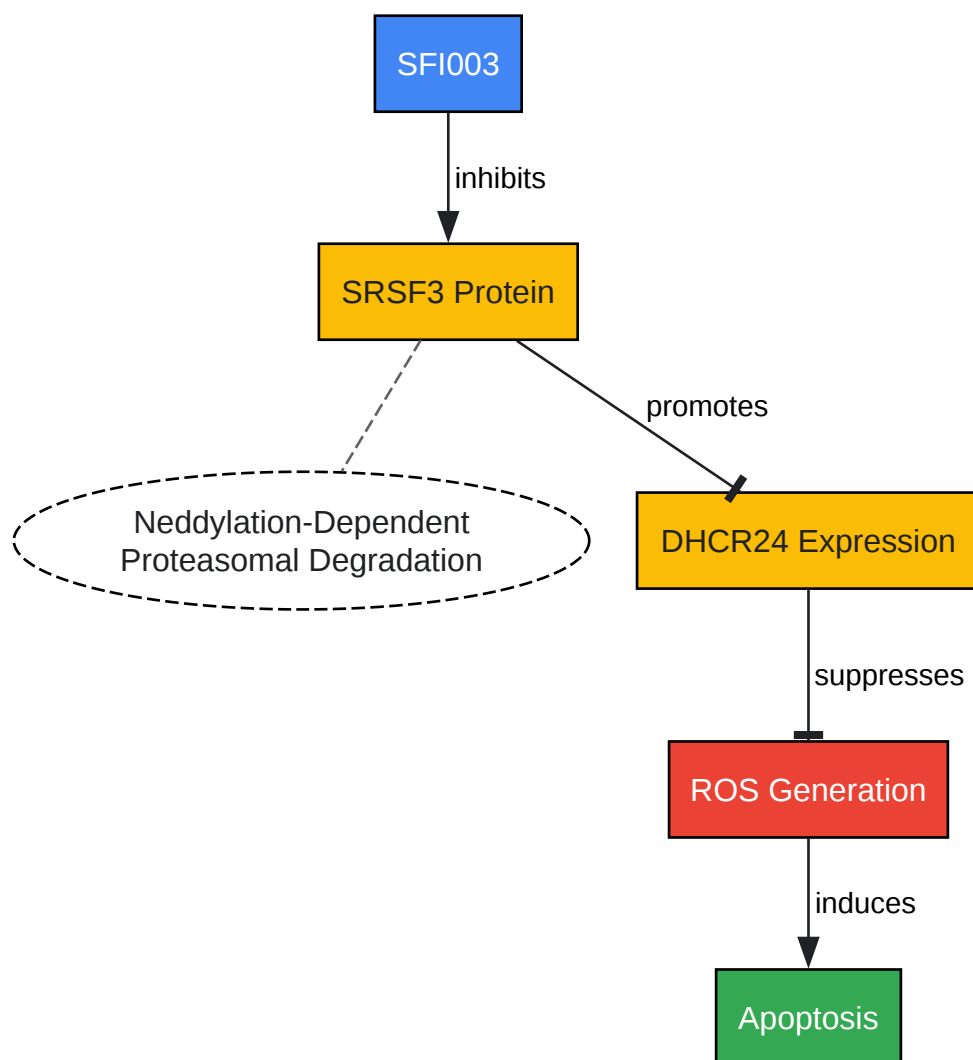 SFI003
inhibits
SRSF3 Protein
promotes
Neddylation-Dependent
Proteasomal Degradation
DHCR24 Expression
suppresses
ROS Generation
induces
Apoptosis